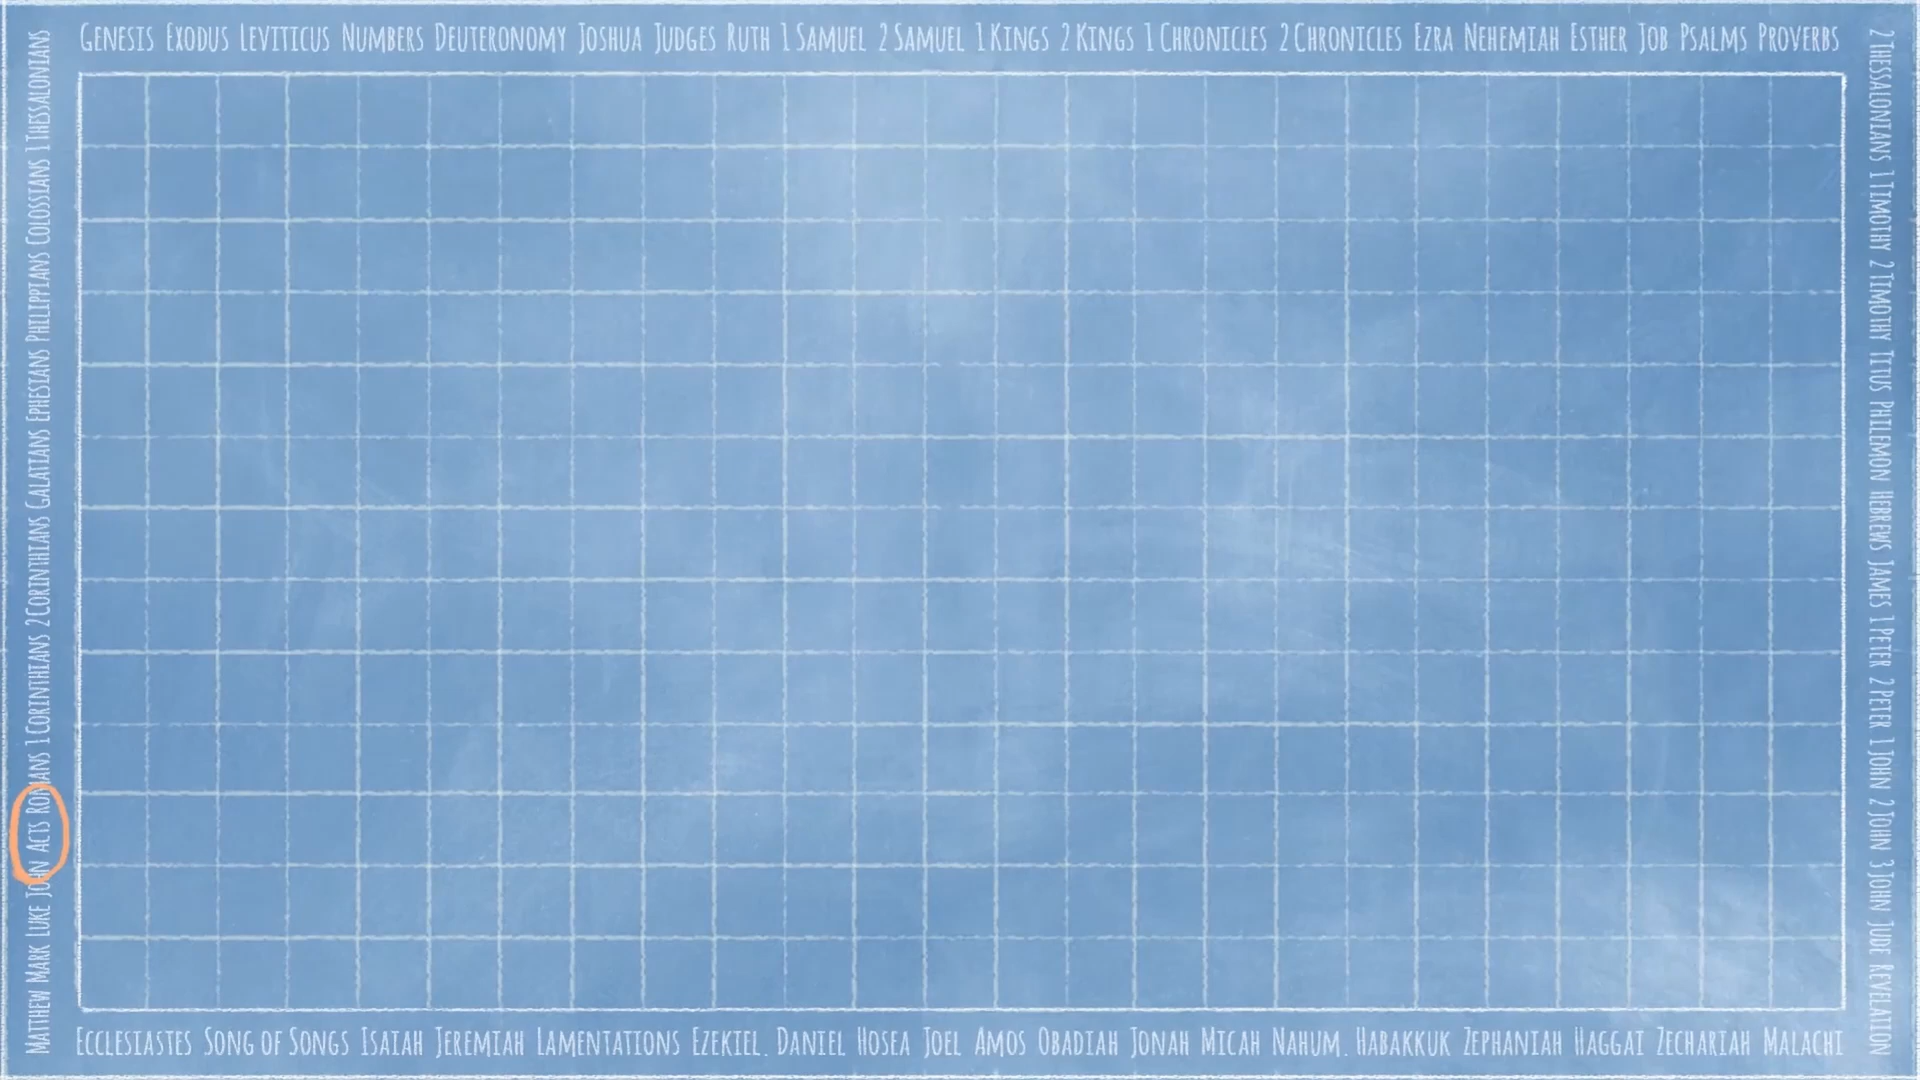 Genesis Exodus Leviticus Numbers Deuteronomy Joshua Judges Ruth 1 Samuel 2 Samuel 1 Kings 2 Kings 1 Chronicles 2 Chronicles Ezra Nehemiah Esther Job Psalms Proverbs
Ecclesiastes Song of Songs Isaiah Jeremiah Lamentations Ezekiel. Daniel Hosea Joel Amos Obadiah Jonah Micah Nahum. Habakkuk Zephaniah Haggai Zechariah Malachi
Matthew Mark Luke John Acts Romans 1 Corinthians 2 Corinthians Galatians Ephesians Philippians Colossians 1 Thessalonians
2 Thessalonians 1 Timothy 2 Timothy Titus Philemon Hebrews James 1 Peter 2 Peter 1 John 2 John 3 John Jude Revelation